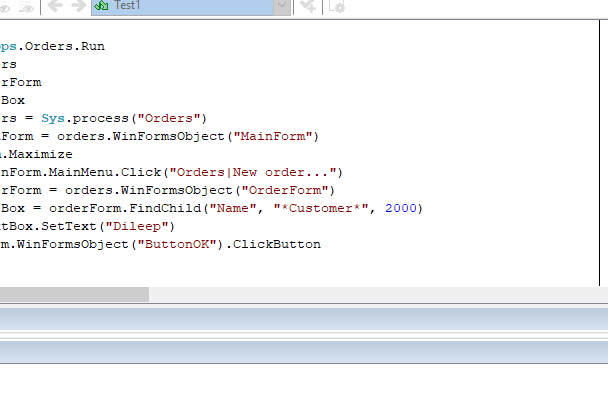 Test1
ps.Orders.Run
rs
rForm
Box
rs = Sys.process("Orders")
Form = orders.WinFormsObject("MainForm")
.Maximize
nForm.MainMenu.Click("Orders|New order...")
rForm = orders.WinFormsObject("OrderForm")
Box = orderForm.FindChild("Name", "*Customer*", 2000)
tBox.SetText("Dileep")
m.WinFormsObject("ButtonOK").ClickButton